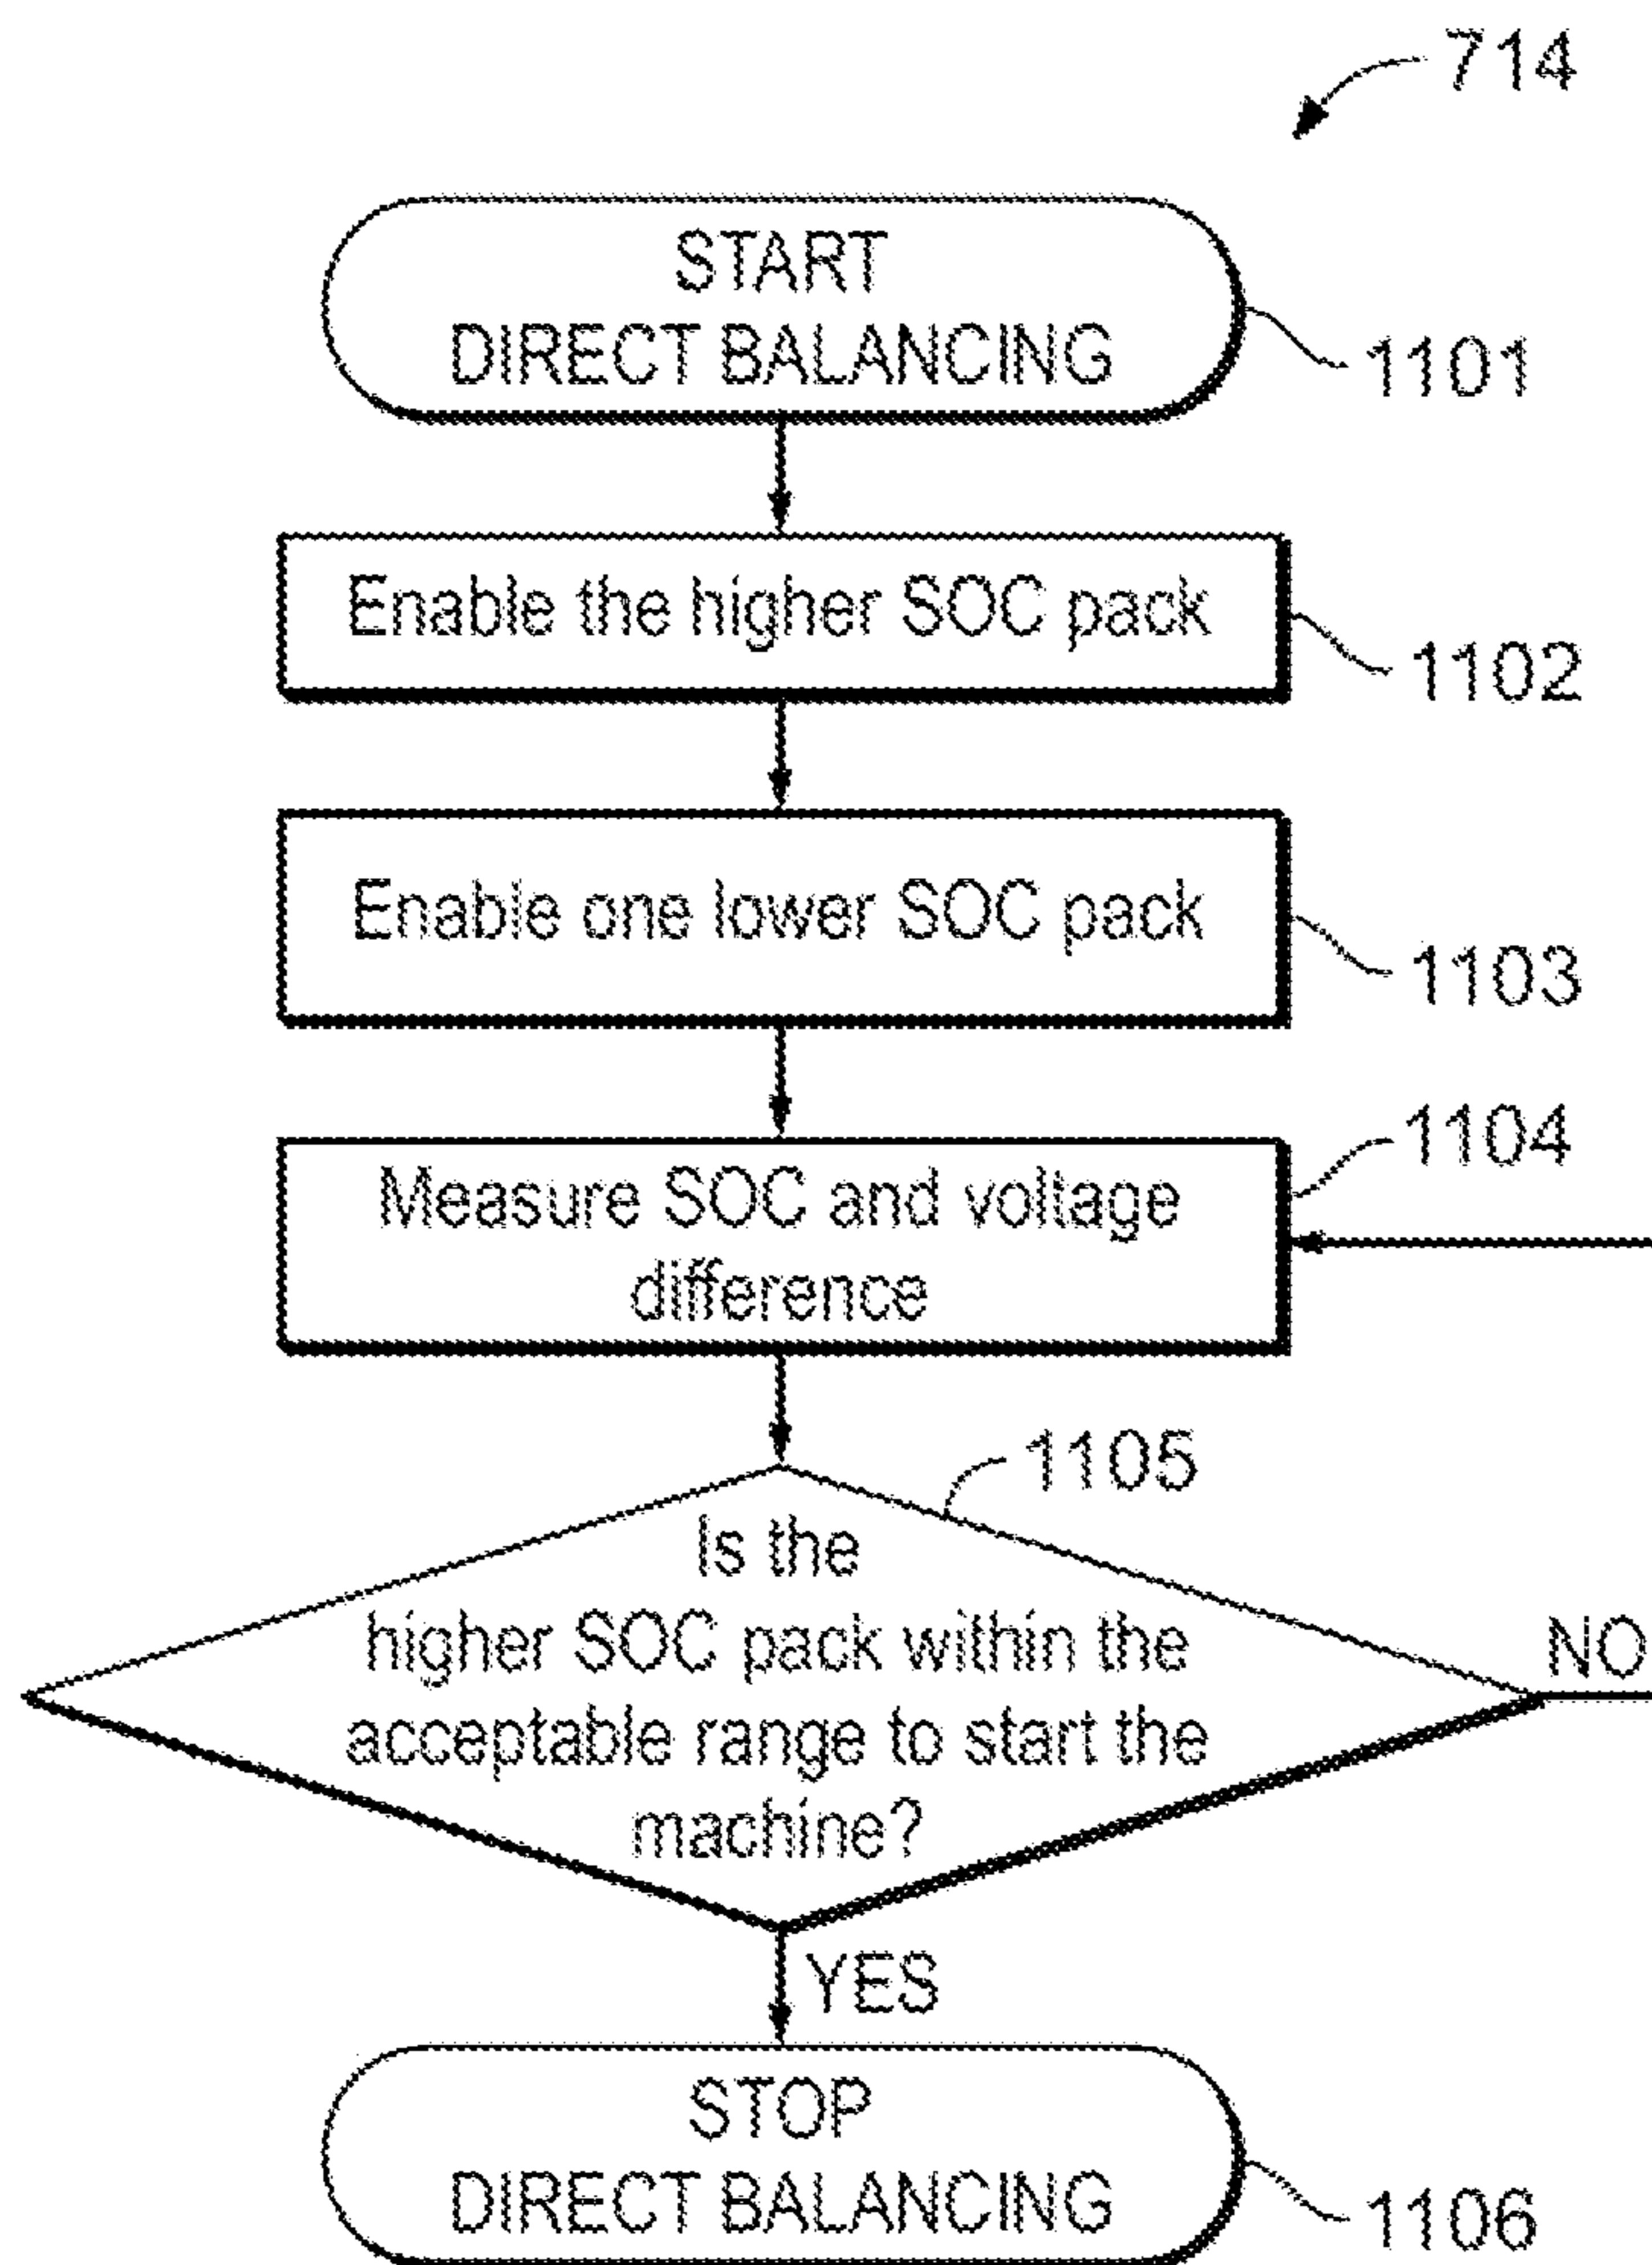 714
START
DIRECT BALANCING
1101
Enable the higher SOC pack
1102
Enable one lower SOC pack
1103
1104
Measure SOC and voltage
difference
1105
Is the
higher SOC pack within the
acceptable range to start the
machine?
NO
YES
STOP
DIRECT BALANCING
1106